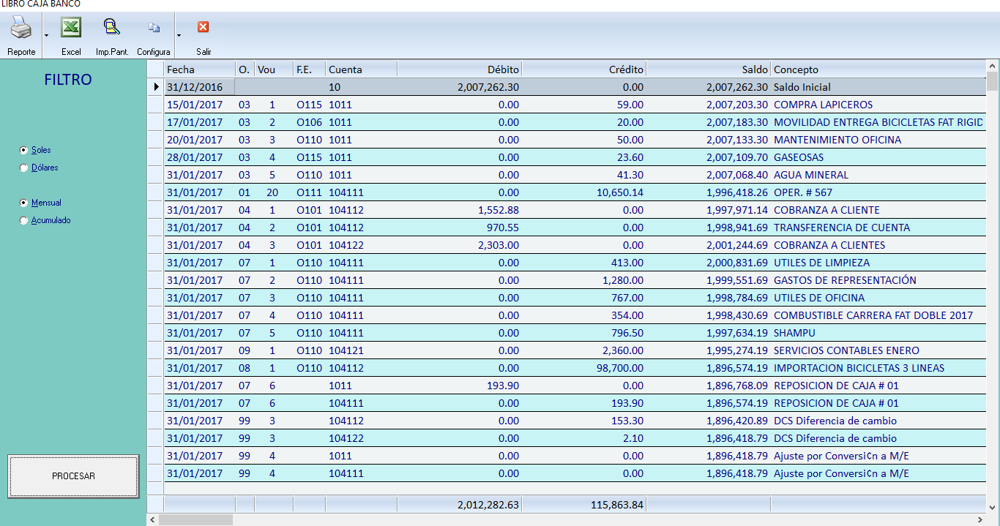 LIBRO CAJA BANCO
Reporte Excel Imp.Pant. Configura Salir
FILTRO
Soles
Dólares
Mensual
Acumulado
PROCESAR
Fecha O. Vou F.E. Cuenta Débito Crédito Saldo Concepto
31/12/2016 10 2,007,262.30 0.00 2,007,262.30 Saldo Inicial
15/01/2017 03 1 O115 1011 0.00 59.00 2,007,203.30 COMPRA LAPICEROS
17/01/2017 03 2 O106 1011 0.00 20.00 2,007,183.30 MOVILIDAD ENTREGA BICICLETAS FAT RIGID
20/01/2017 03 3 O110 1011 0.00 50.00 2,007,133.30 MANTENIMIENTO OFICINA
28/01/2017 03 4 O115 1011 0.00 23.60 2,007,109.70 GASEOSAS
31/01/2017 03 5 O110 1011 0.00 41.30 2,007,068.40 AGUA MINERAL
31/01/2017 01 20 O111 104111 0.00 10,650.14 1,996,418.26 OPER. # 567
31/01/2017 04 1 O101 104112 1,552.88 0.00 1,997,971.14 COBRANZA A CLIENTE
31/01/2017 04 2 O101 104112 970.55 0.00 1,998,941.69 TRANSFERENCIA DE CUENTA
31/01/2017 04 3 O101 104122 2,303.00 0.00 2,001,244.69 COBRANZA A CLIENTES
31/01/2017 07 1 O110 104111 0.00 413.00 2,000,831.69 UTILES DE LIMPIEZA
31/01/2017 07 2 O110 104111 0.00 1,280.00 1,999,551.69 GASTOS DE REPRESENTACIÓN
31/01/2017 07 3 O110 104111 0.00 767.00 1,998,784.69 UTILES DE OFICINA
31/01/2017 07 4 O110 104111 0.00 354.00 1,998,430.69 COMBUSTIBLE CARRERA FAT DOBLE 2017
31/01/2017 07 5 O110 104111 0.00 796.50 1,997,634.19 SHAMPU
31/01/2017 09 1 O110 104121 0.00 2,360.00 1,995,274.19 SERVICIOS CONTABLES ENERO
31/01/2017 08 1 O110 104112 0.00 98,700.00 1,896,574.19 IMPORTACION BICICLETAS 3 LINEAS
31/01/2017 07 6 1011 193.90 0.00 1,896,768.09 REPOSICION DE CAJA # 01
31/01/2017 07 6 104111 0.00 193.90 1,896,574.19 REPOSICION DE CAJA # 01
31/01/2017 99 3 104112 0.00 153.30 1,896,420.89 DCS Diferencia de cambio
31/01/2017 99 3 104122 0.00 2.10 1,896,418.79 DCS Diferencia de cambio
31/01/2017 99 4 1011 0.00 0.00 1,896,418.79 Ajuste por Conversi¢n a M/E
31/01/2017 99 4 104111 0.00 0.00 1,896,418.79 Ajuste por Conversi¢n a M/E
2,012,282.63 115,863.84